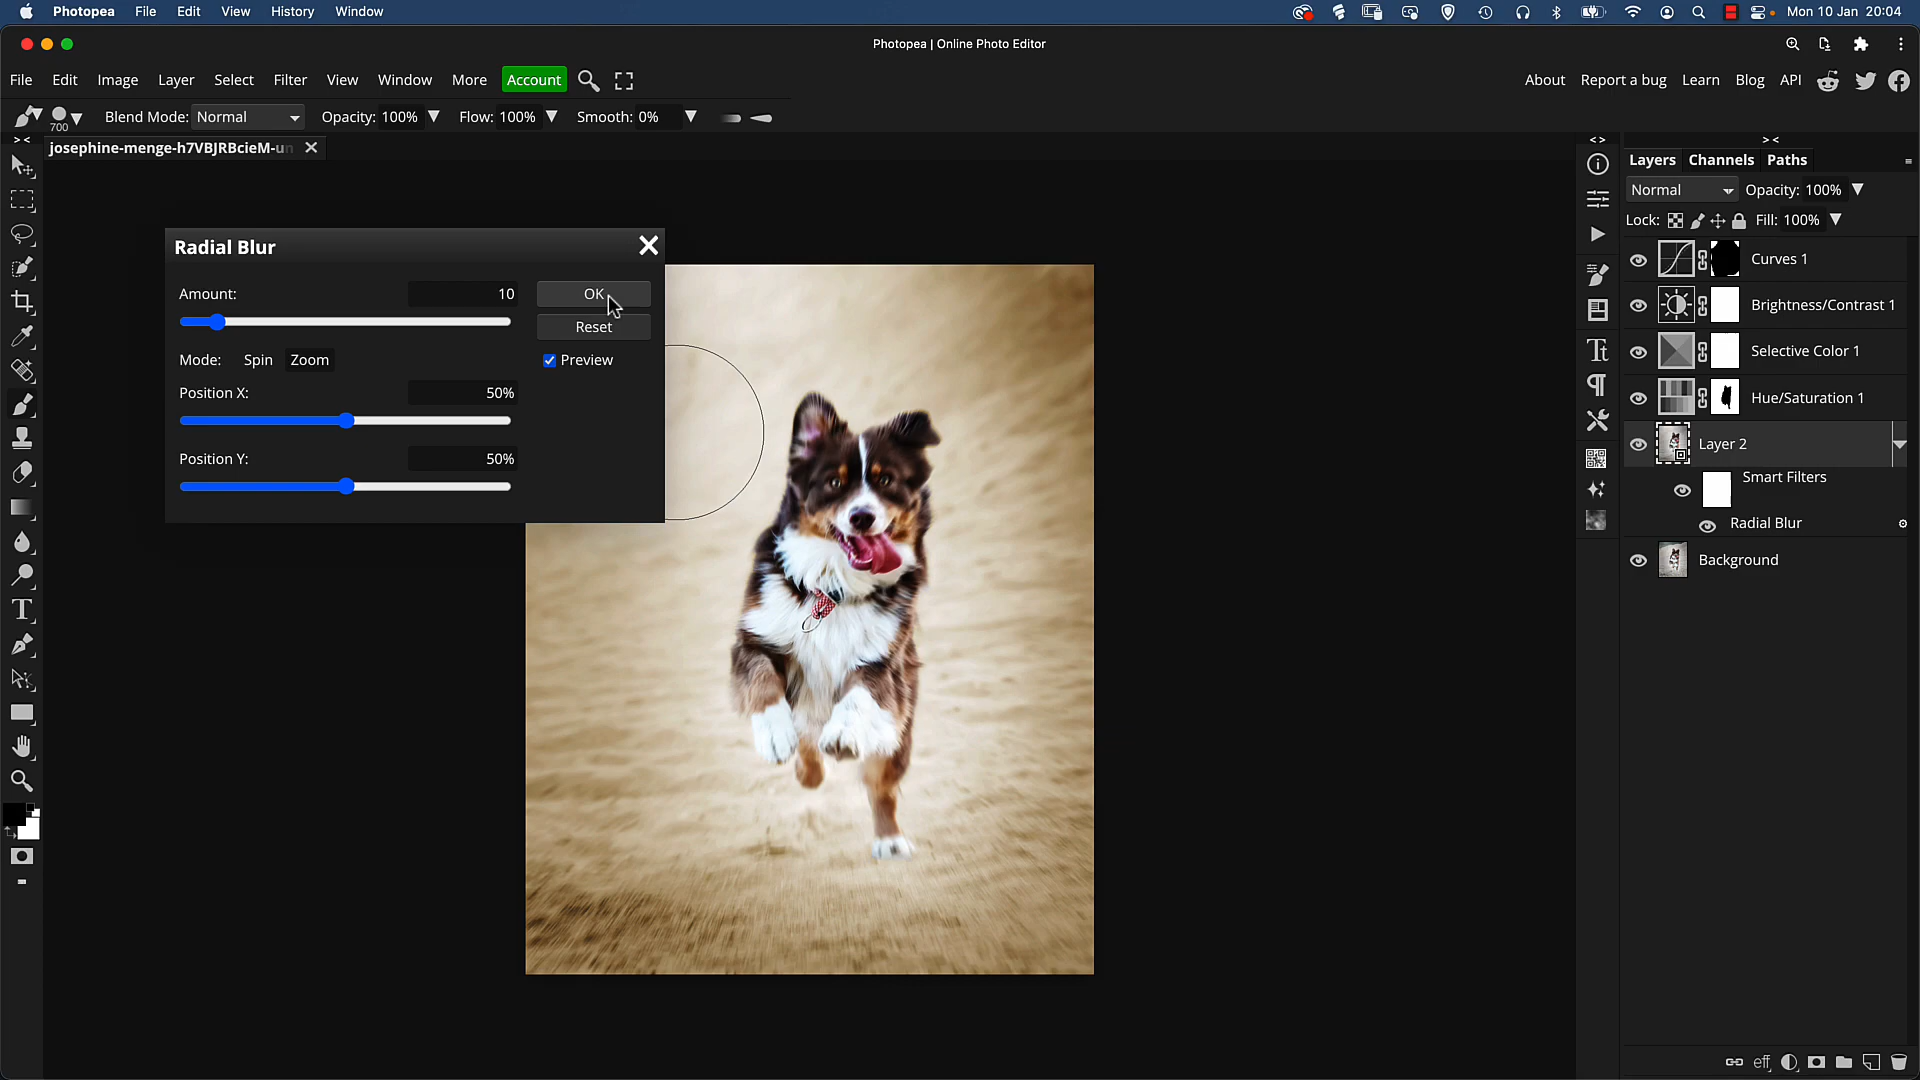 Photopea File Edit View History Window Mon 10 Jan 20:04
Photopea | Online Photo Editor
File Edit Image Layer Select Filter View Window More Account About Report a bug Learn Blog API
700 Blend Mode: Normal Opacity: 100% Flow: 100% Smooth: 0%
josephine-menge-h7VBJRBcieM-un
Layers Channels Paths
Normal Opacity: 100%
Lock: Fill: 100%
Radial Blur
Amount: 10 OK
Reset
Mode: Spin Zoom Preview
Position X: 50%
Position Y: 50%
Curves 1
Brightness/Contrast 1
Selective Color 1
Hue/Saturation 1
Layer 2
Smart Filters
Radial Blur
Background
eff